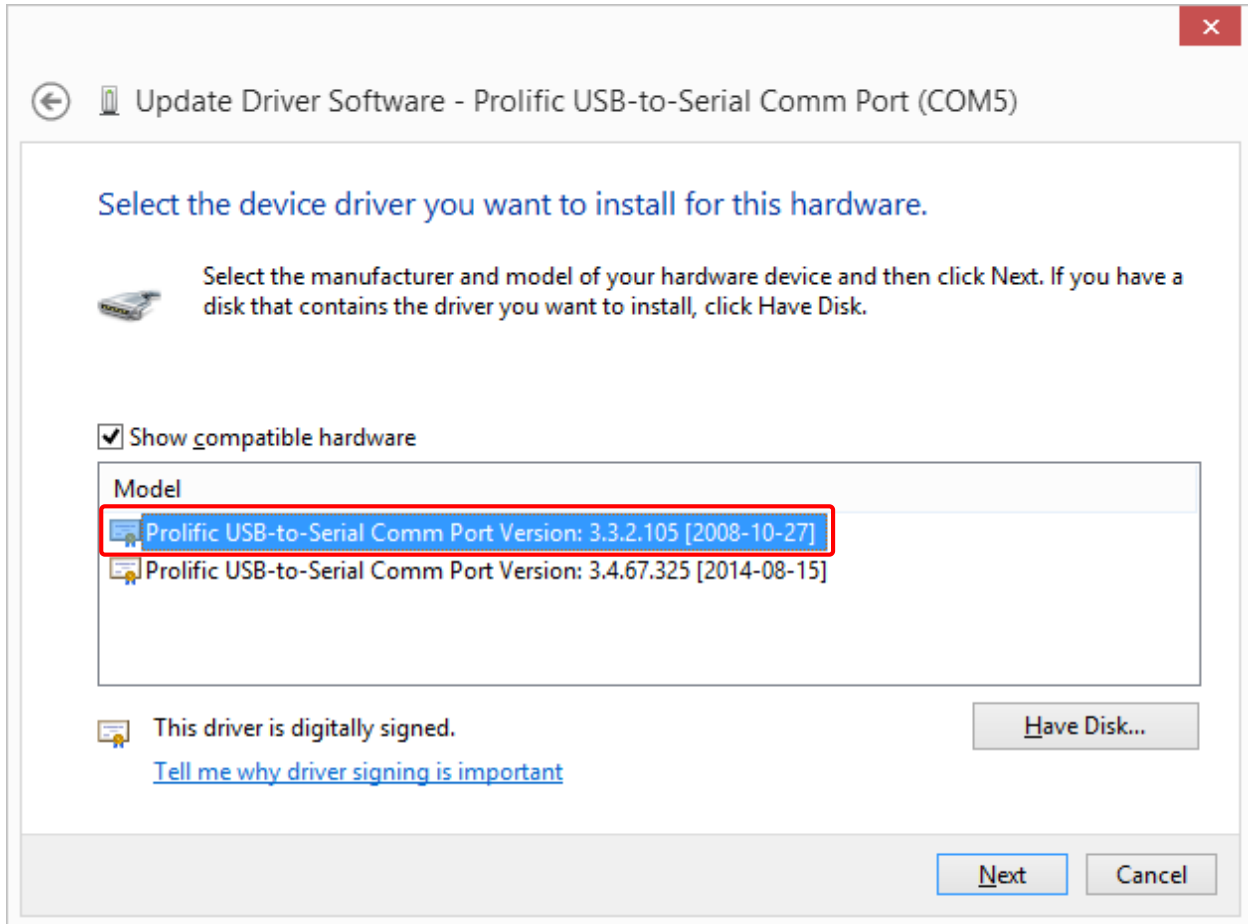 Update Driver Software - Prolific USB-to-Serial Comm Port (COM5)
Select the device driver you want to install for this hardware.
Select the manufacturer and model of your hardware device and then click Next. If you have a
disk that contains the driver you want to install, click Have Disk.
Show compatible hardware
Model
Prolific USB-to-Serial Comm Port Version: 3.3.2.105 [2008-10-27]
Prolific USB-to-Serial Comm Port Version: 3.4.67.325 [2014-08-15]
This driver is digitally signed.
Have Disk...
Tell me why driver signing is important
Next
Cancel